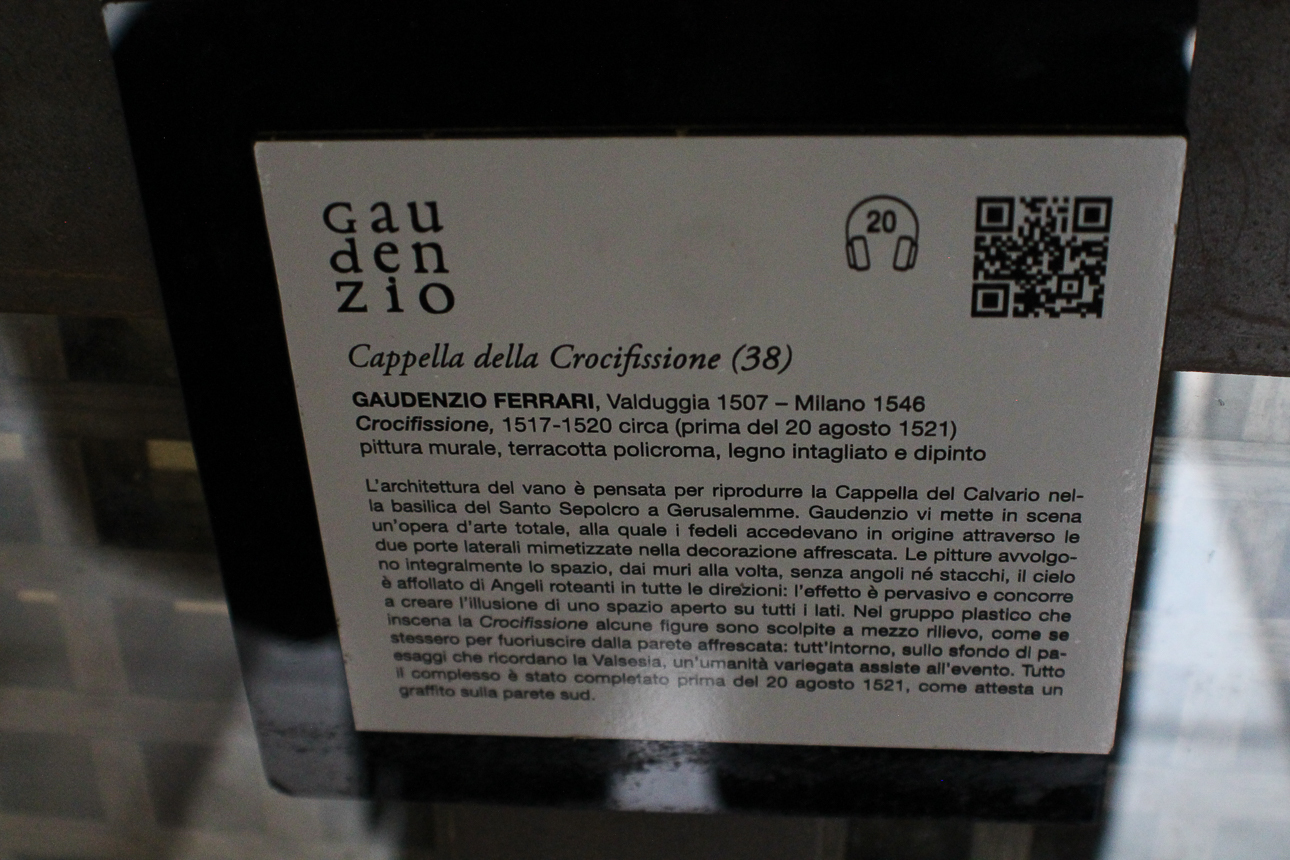 Gau
den
zio
20
Cappella della Crocifissione (38)
GAUDENZIO FERRARI, Valduggia 1507 – Milano 1546
Crocifissione, 1517-1520 circa (prima del 20 agosto 1521)
pittura murale, terracotta policroma, legno intagliato e dipinto
L'architettura del vano è pensata per riprodurre la Cappella del Calvario nel-
la basilica del Santo Sepolcro a Gerusalemme. Gaudenzio vi mette in scena
un'opera d'arte totale, alla quale i fedeli accedevano in origine attraverso le
due porte laterali mimetizzate nella decorazione affrescata. Le pitture avvolgo-
no integralmente lo spazio, dai muri alla volta, senza angoli né stacchi, il cielo
è affollato di Angeli roteanti in tutte le direzioni: l'effetto è pervasivo e concorre
a creare l'illusione di uno spazio aperto su tutti i lati. Nel gruppo plastico che
inscena la Crocifissione alcune figure sono scolpite a mezzo rilievo, come se
stessero per fuoriuscire dalla parete affrescata: tutt'intorno, sullo sfondo di pa-
esaggi che ricordano la Valsesia, un'umanità variegata assiste all'evento. Tutto
il complesso è stato completato prima del 20 agosto 1521, come attesta un
graffito sulla parete sud.